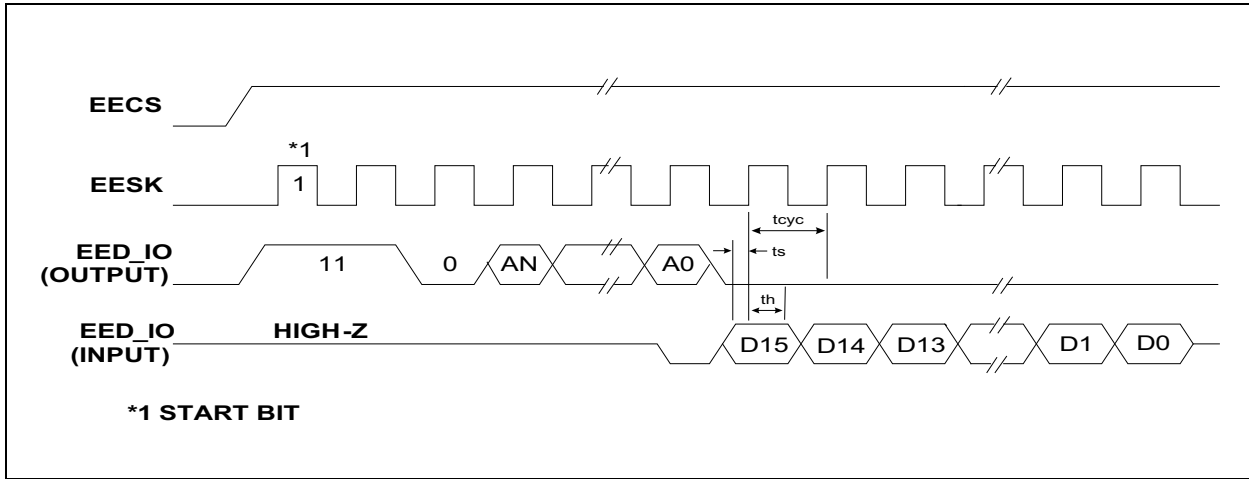 EECS
*1
EESK
1
tcyc
EED_IO
(OUTPUT)
11
0
AN
A0
ts
th
EED_IO
(INPUT)
HIGH-Z
D15
D14
D13
D1
D0
*1 START BIT